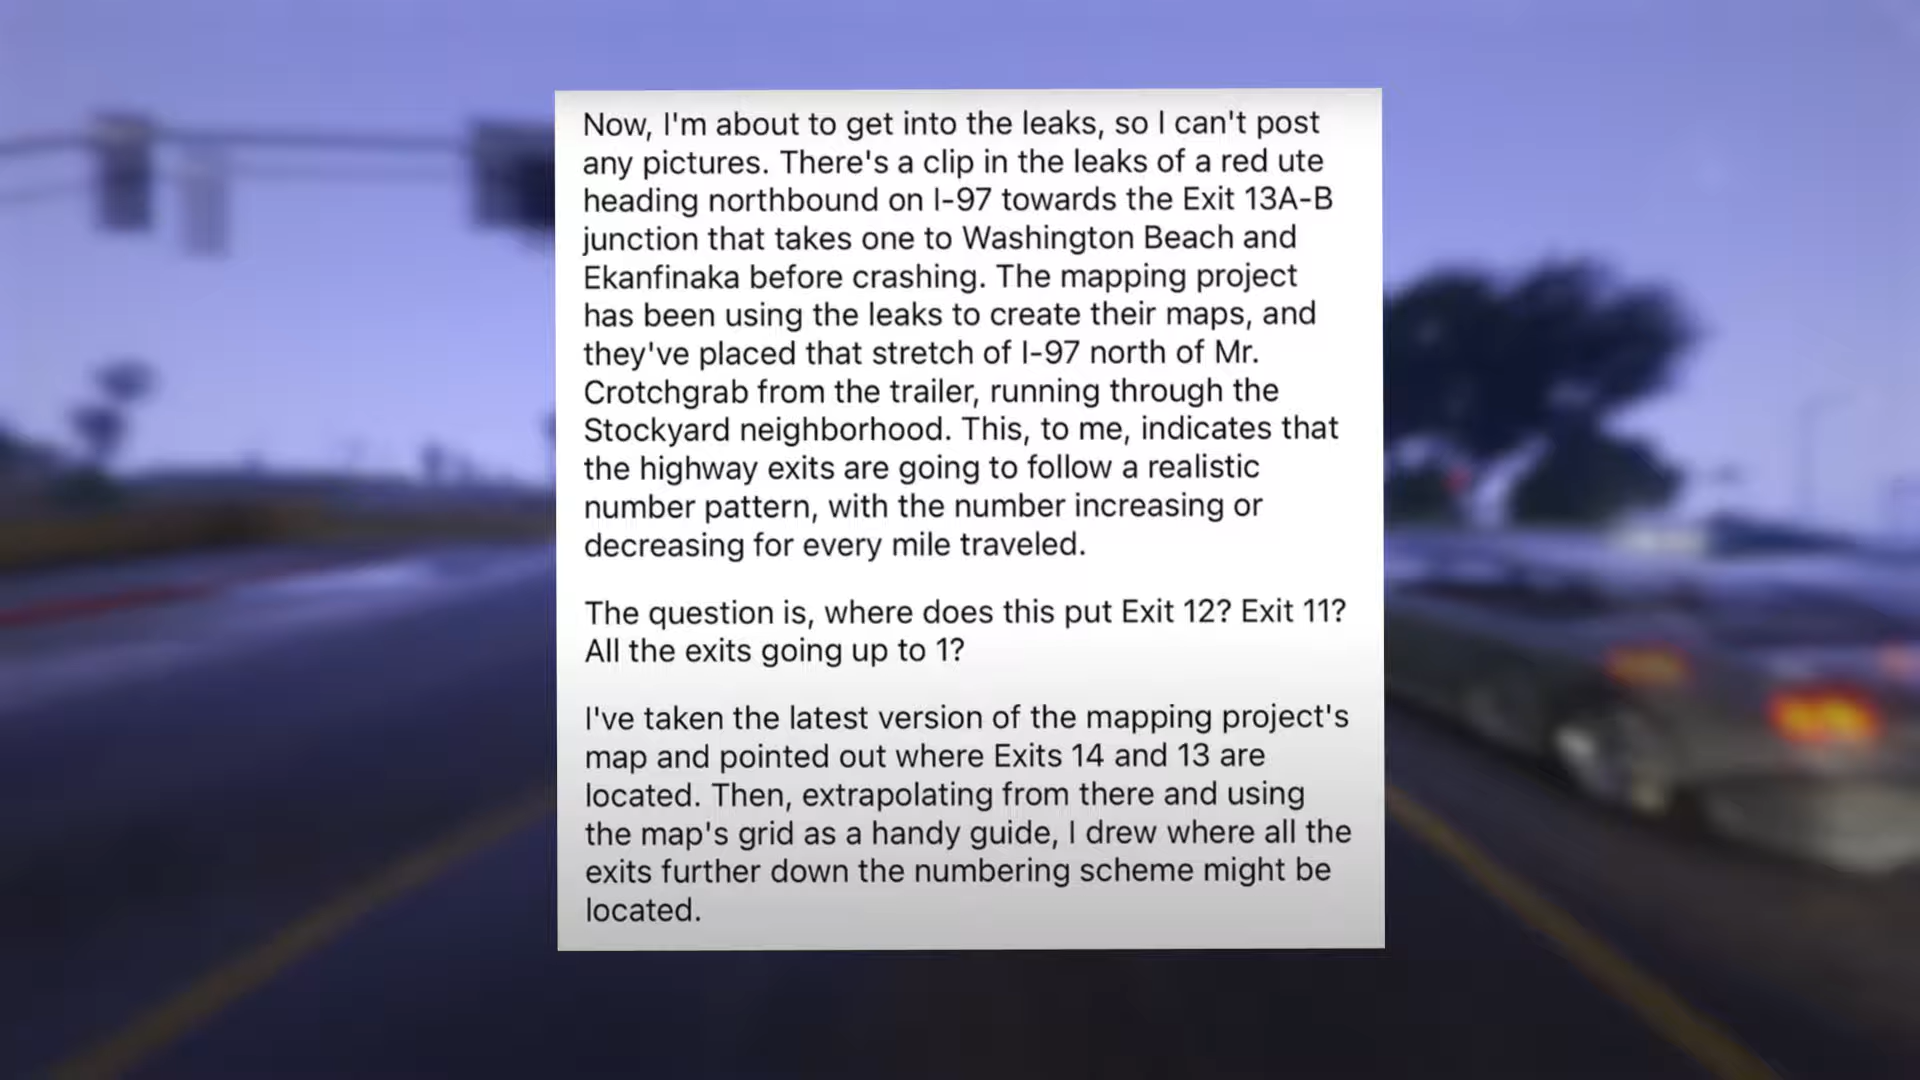 Now, I'm about to get into the leaks, so I can't post
any pictures. There's a clip in the leaks of a red ute
heading northbound on I-97 towards the Exit 13A-B
junction that takes one to Washington Beach and
Ekanfinaka before crashing. The mapping project
has been using the leaks to create their maps, and
they've placed that stretch of I-97 north of Mr.
Crotchgrab from the trailer, running through the
Stockyard neighborhood. This, to me, indicates that
the highway exits are going to follow a realistic
number pattern, with the number increasing or
decreasing for every mile traveled.
The question is, where does this put Exit 12? Exit 11?
All the exits going up to 1?
I've taken the latest version of the mapping project's
map and pointed out where Exits 14 and 13 are
located. Then, extrapolating from there and using
the map's grid as a handy guide, I drew where all the
exits further down the numbering scheme might be
located.